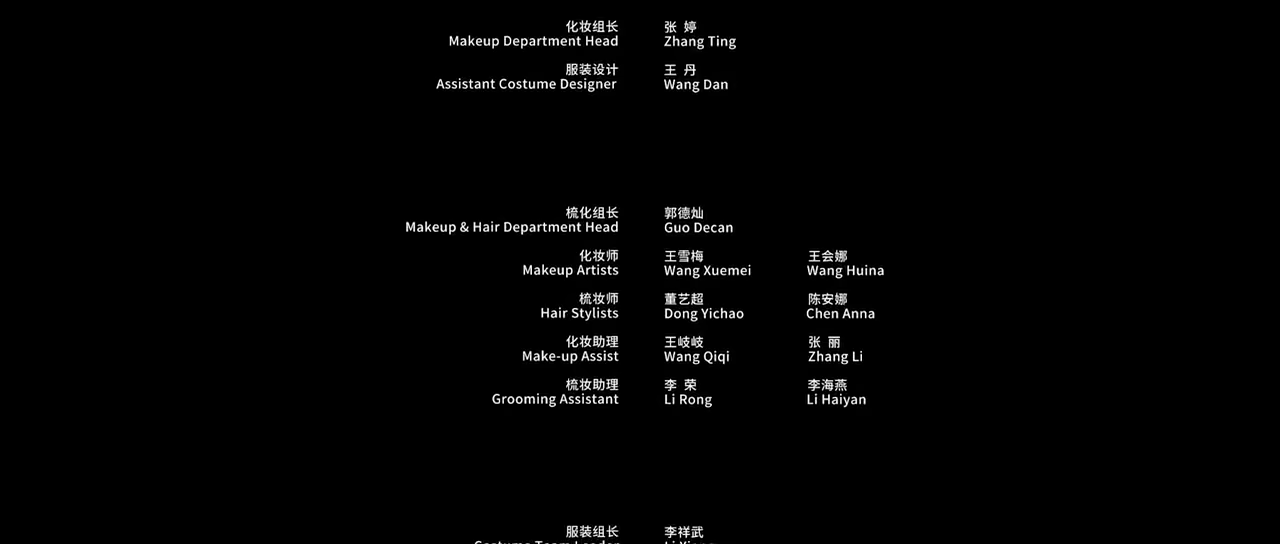 化妆组长 张 婷
Makeup Department Head Zhang Ting
服装设计 王 丹
Assistant Costume Designer Wang Dan
梳化组长 郭德灿
Makeup & Hair Department Head Guo Decan
化妆师 王雪梅 王会娜
Makeup Artists Wang Xuemei Wang Huina
梳妆师 董艺超 陈安娜
Hair Stylists Dong Yichao Chen Anna
化妆助理 王岐岐 张 丽
Make-up Assist Wang Qiqi Zhang Li
梳妆助理 李 荣 李海燕
Grooming Assistant Li Rong Li Haiyan
服装组长 李祥武
Costume Team Leader Li